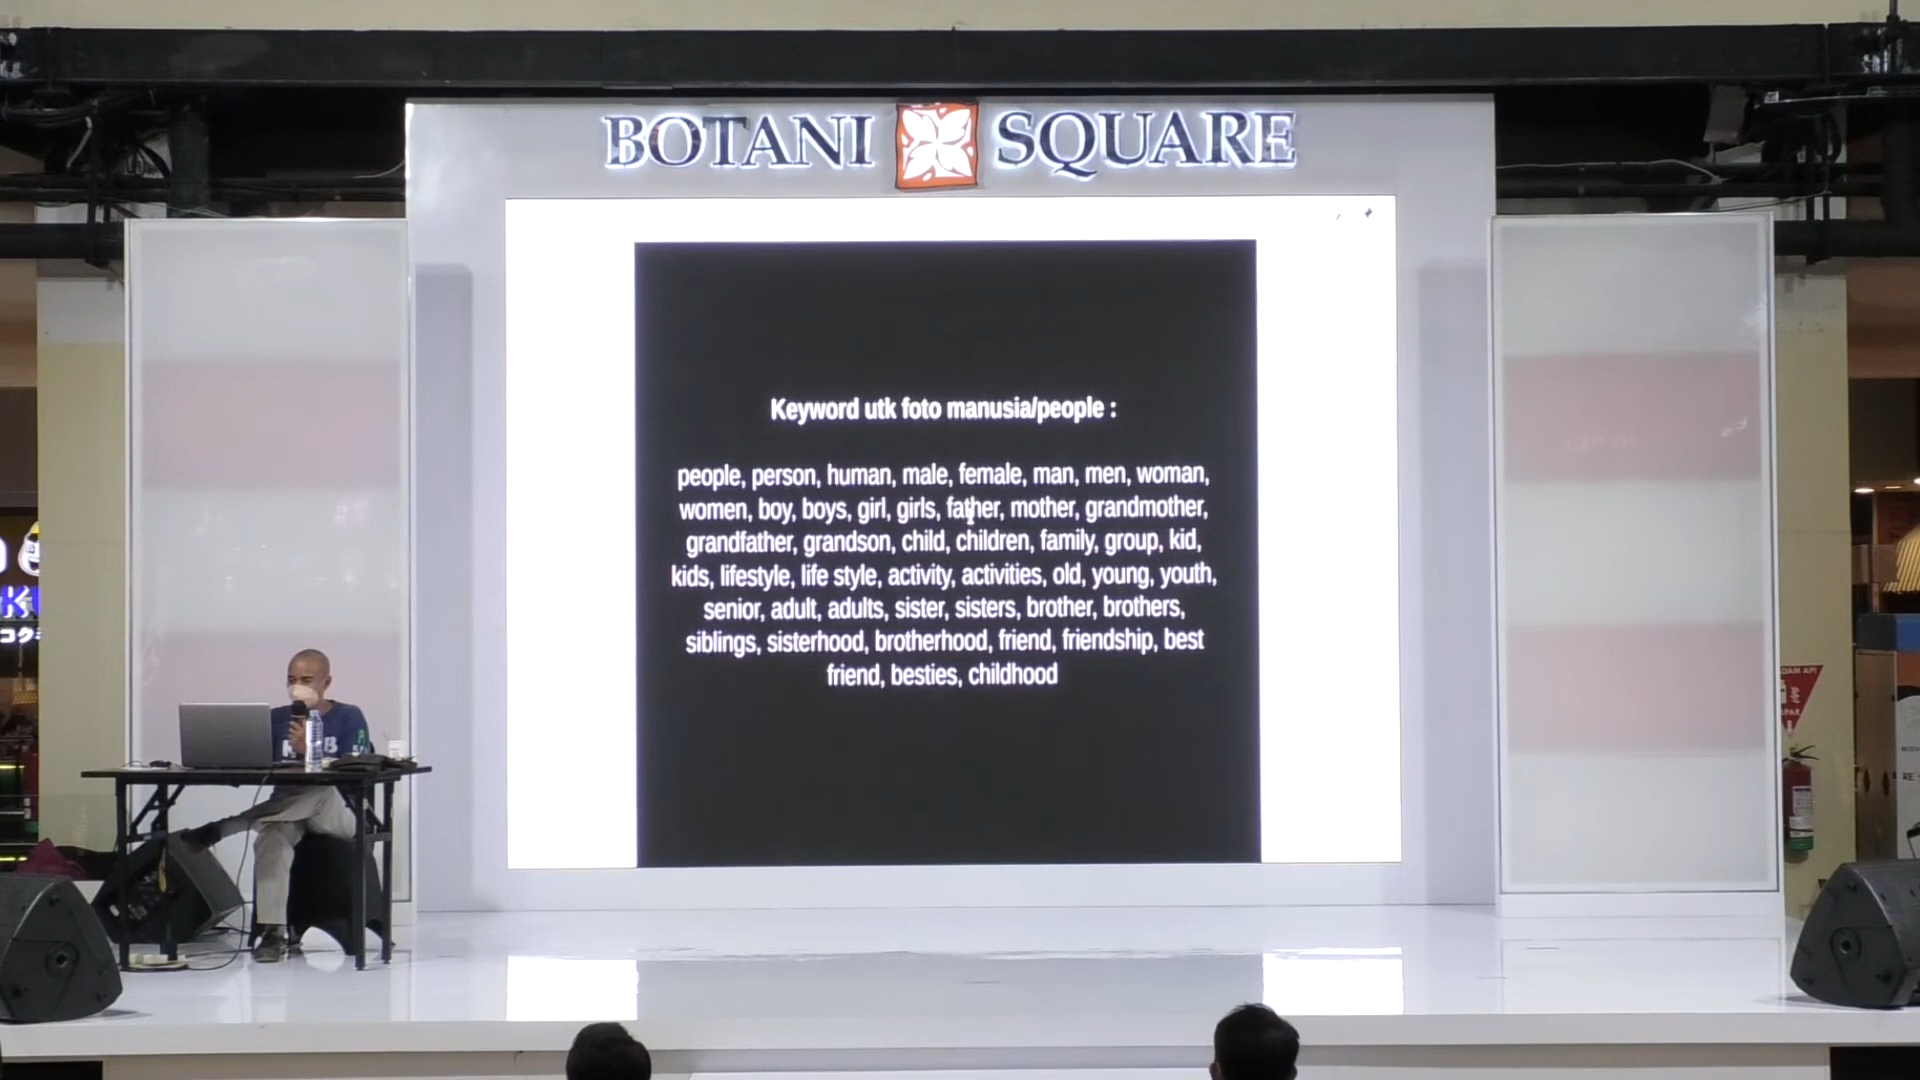 BOTANI SQUARE
Keyword utk foto manusia/people :
people, person, human, male, female, man, men, woman,
women, boy, boys, girl, girls, father, mother, grandmother,
grandfather, grandson, child, children, family, group, kid,
kids, lifestyle, life style, activity, activities, old, young, youth,
senior, adult, adults, sister, sisters, brother, brothers,
siblings, sisterhood, brotherhood, friend, friendship, best
friend, besties, childhood